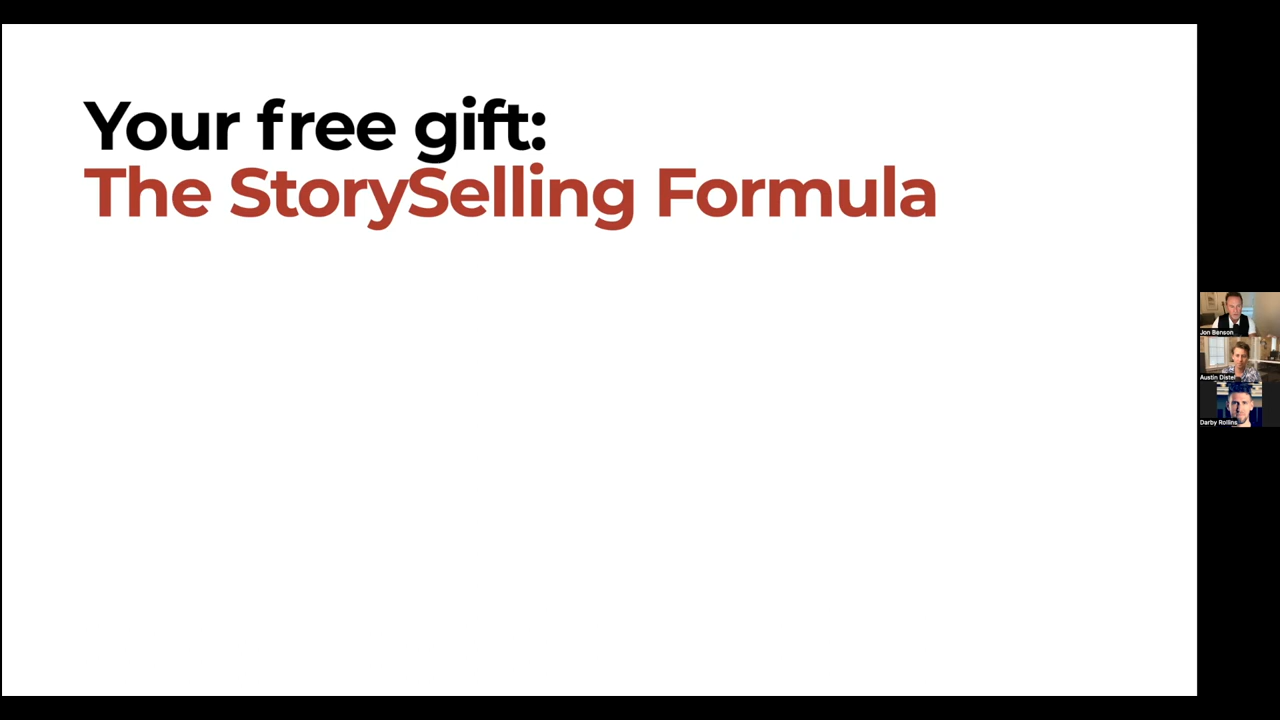 Your free gift:
The StorySelling Formula
Jon Benson
Austin Distel
Darby Rollins